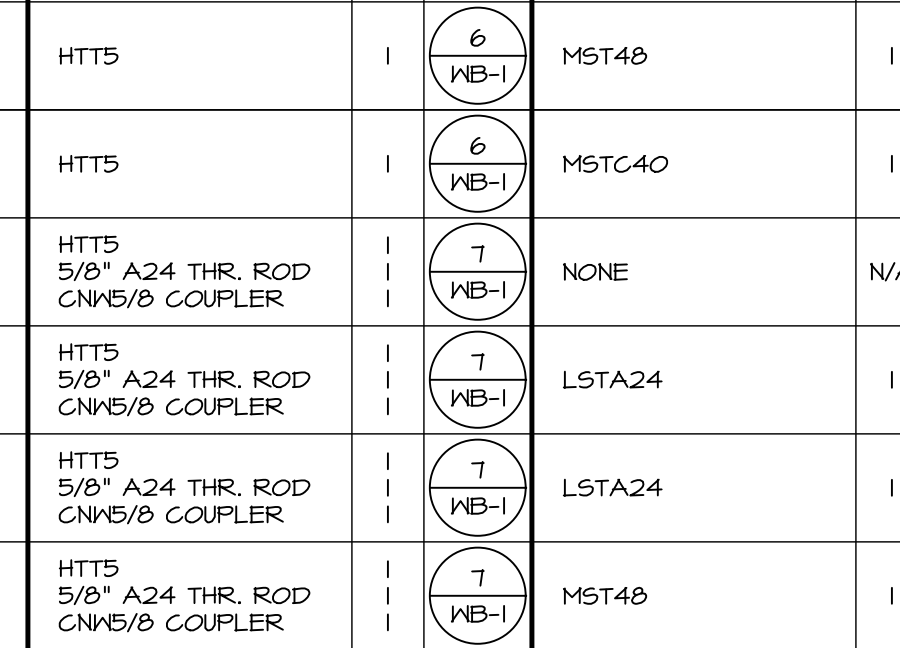 HTT5 1 6 WB-1 MST48 1
HTT5 1 6 WB-1 MSTC40 1
HTT5 1
5/8" A24 THR. ROD 1 7 WB-1 NONE N/A
CNW5/8 COUPLER 1
HTT5 1
5/8" A24 THR. ROD 1 7 WB-1 LSTA24 1
CNW5/8 COUPLER 1
HTT5 1
5/8" A24 THR. ROD 1 7 WB-1 LSTA24 1
CNW5/8 COUPLER 1
HTT5 1
5/8" A24 THR. ROD 1 7 WB-1 MST48 1
CNW5/8 COUPLER 1